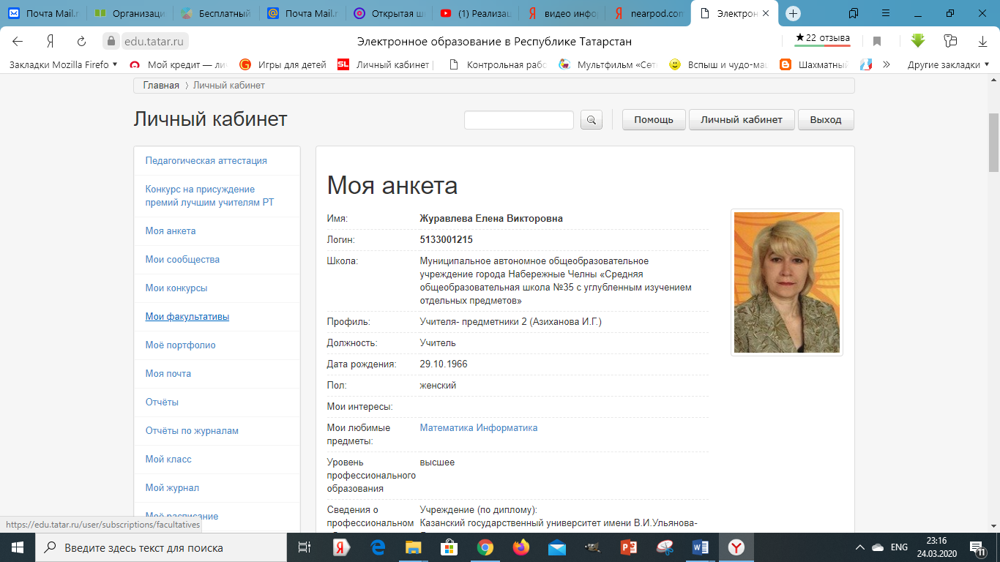 Почта Mail.r
Организаци
Бесплатный
Почта Mail.r
Открытая ш
(1) Реализац
видео инфо
nearpod.com
Электрон
edu.tatar.ru
Электронное образование в Республике Татарстан
★22 отзыва
Закладки Mozilla Firefo
Мой кредит — ли
Игры для детей
SL Личный кабинет |
Контрольная рабо
Мультфильм «Сет
Вспыш и чудо-ма
Шахматный
Другие закладки
Главная 〉 Личный кабинет
Личный кабинет
Помощь
Личный кабинет
Выход
Педагогическая аттестация
Конкурс на присуждение
премий лучшим учителям РТ
Моя анкета
Мои сообщества
Мои конкурсы
Мои факультативы
Моё портфолио
Моя почта
Отчёты
Отчёты по журналам
Мой класс
Мой журнал
Моё расписание
https://edu.tatar.ru/user/subscriptions/facultatives
Моя анкета
Имя: Журавлева Елена Викторовна
Логин: 5133001215
Школа: Муниципальное автономное общеобразовательное
учреждение города Набережные Челны «Средняя
общеобразовательная школа №35 с углубленным изучением
отдельных предметов»
Профиль: Учителя- предметники 2 (Азиханова И.Г.)
Должность: Учитель
Дата рождения: 29.10.1966
Пол: женский
Мои интересы:
Мои любимые Математика Информатика
предметы:
Уровень высшее
профессионального
образования
Сведения о Учреждение (по диплому):
профессиональном Казанский государственный университет имени В.И.Ульянова-
Введите здесь текст для поиска
ENG
23:16
24.03.2020
11